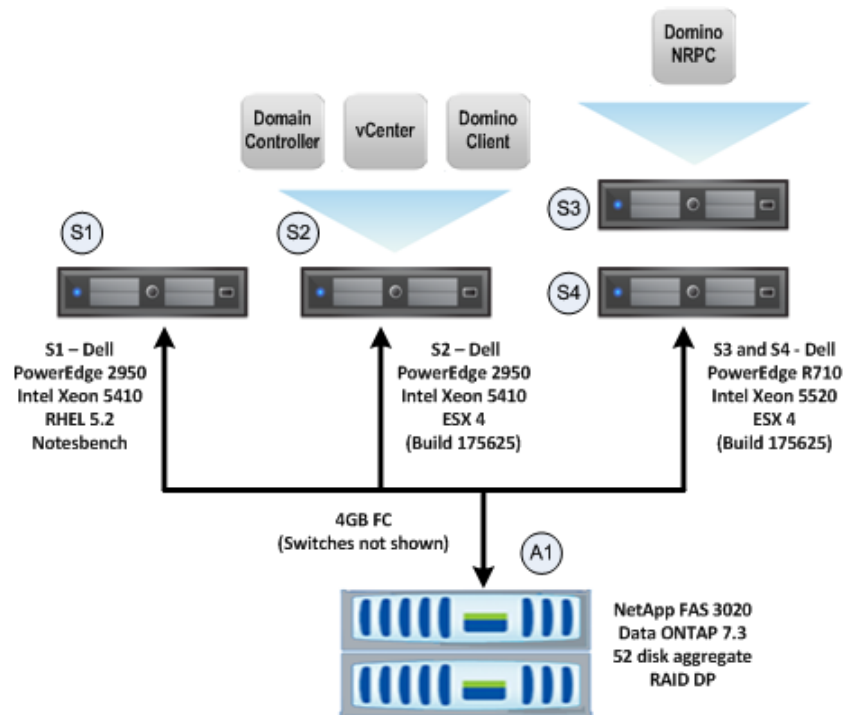 Domino
NRPC
Domain
Controller
vCenter
Domino
Client
S3
S1
S2
S4
S1 – Dell
PowerEdge 2950
Intel Xeon 5410
RHEL 5.2
Notesbench
S2 – Dell
PowerEdge 2950
Intel Xeon 5410
ESX 4
(Build 175625)
S3 and S4 - Dell
PowerEdge R710
Intel Xeon 5520
ESX 4
(Build 175625)
4GB FC
(Switches not shown)
A1
NetApp FAS 3020
Data ONTAP 7.3
52 disk aggregate
RAID DP